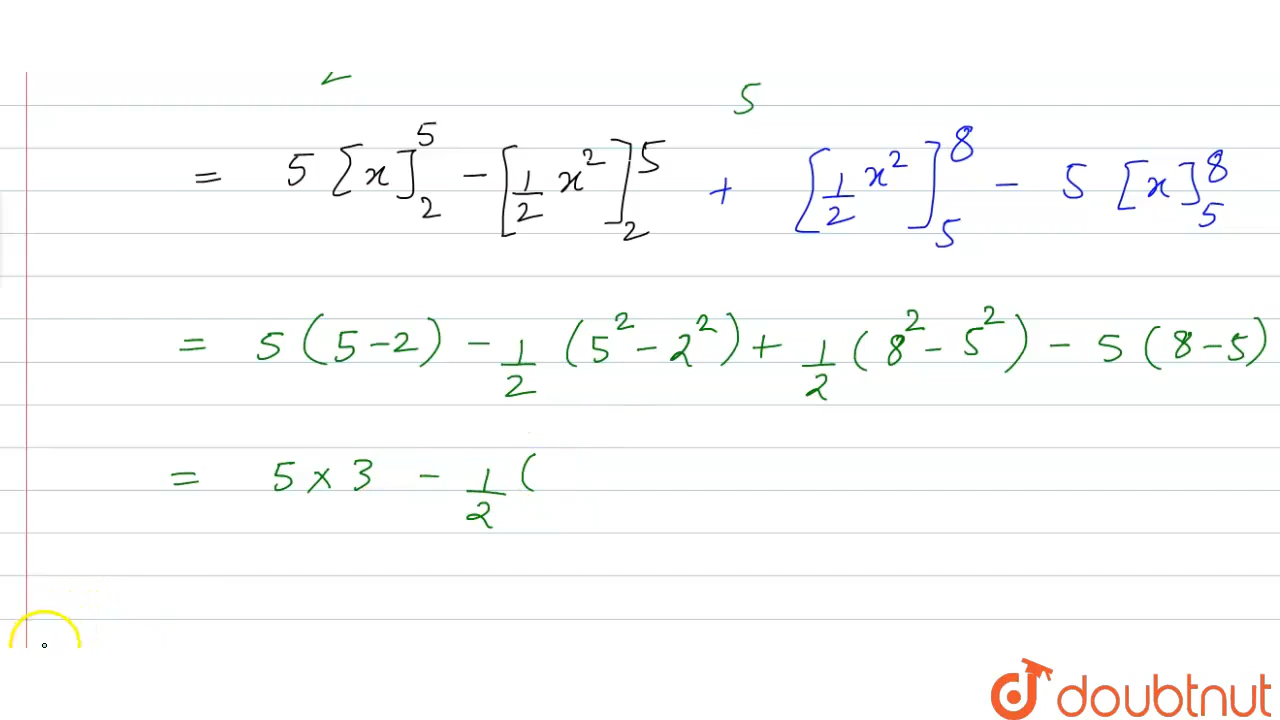 5
= 5 [x]₂⁵ - [1/2 x²]₂⁵ + [1/2 x²]₅⁸ - 5 [x]₅⁸
= 5 (5-2) - 1/2 (5² - 2²) + 1/2 (8² - 5²) - 5 (8-5)
= 5 × 3 - 1/2 (
doubtnut